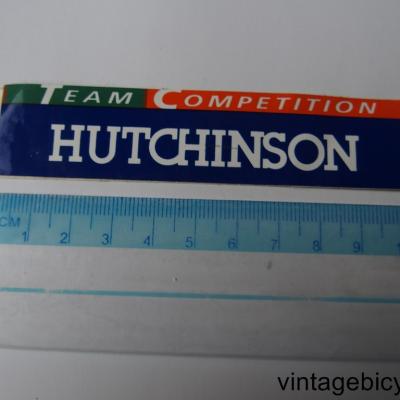 TEAM COMPETITION
HUTCHINSON
CM 1 2 3 4 5 6 7 8 9
vintagebicy